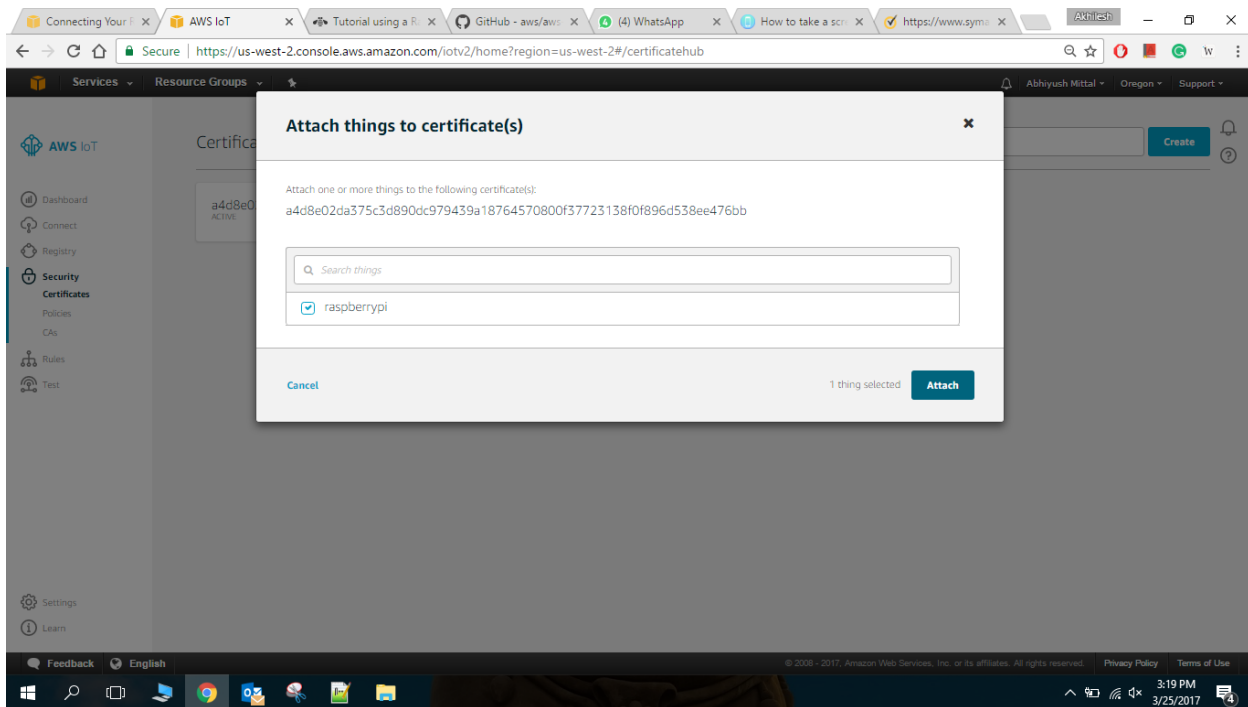 Connecting Your F
AWS IoT
Tutorial using a Ra
GitHub - aws/aws-
(4) WhatsApp
How to take a scre
https://www.syma
Akhilesh
Secure
https://us-west-2.console.aws.amazon.com/iotv2/home?region=us-west-2#/certificatehub
Services
Resource Groups
Abhiyush Mittal
Oregon
Support
AWS IoT
Certifica
Create
Dashboard
Connect
Registry
Security
Certificates
Policies
CAs
Rules
Test
Settings
Learn
a4d8e0
ACTIVE
Attach things to certificate(s)
Attach one or more things to the following certificate(s):
a4d8e02da375c3d890dc979439a18764570800f37723138f0f896d538ee476bb
Search things
raspberrypi
Cancel
1 thing selected
Attach
Feedback
English
© 2008 - 2017, Amazon Web Services, Inc. or its affiliates. All rights reserved.
Privacy Policy
Terms of Use
3:19 PM
3/25/2017
4